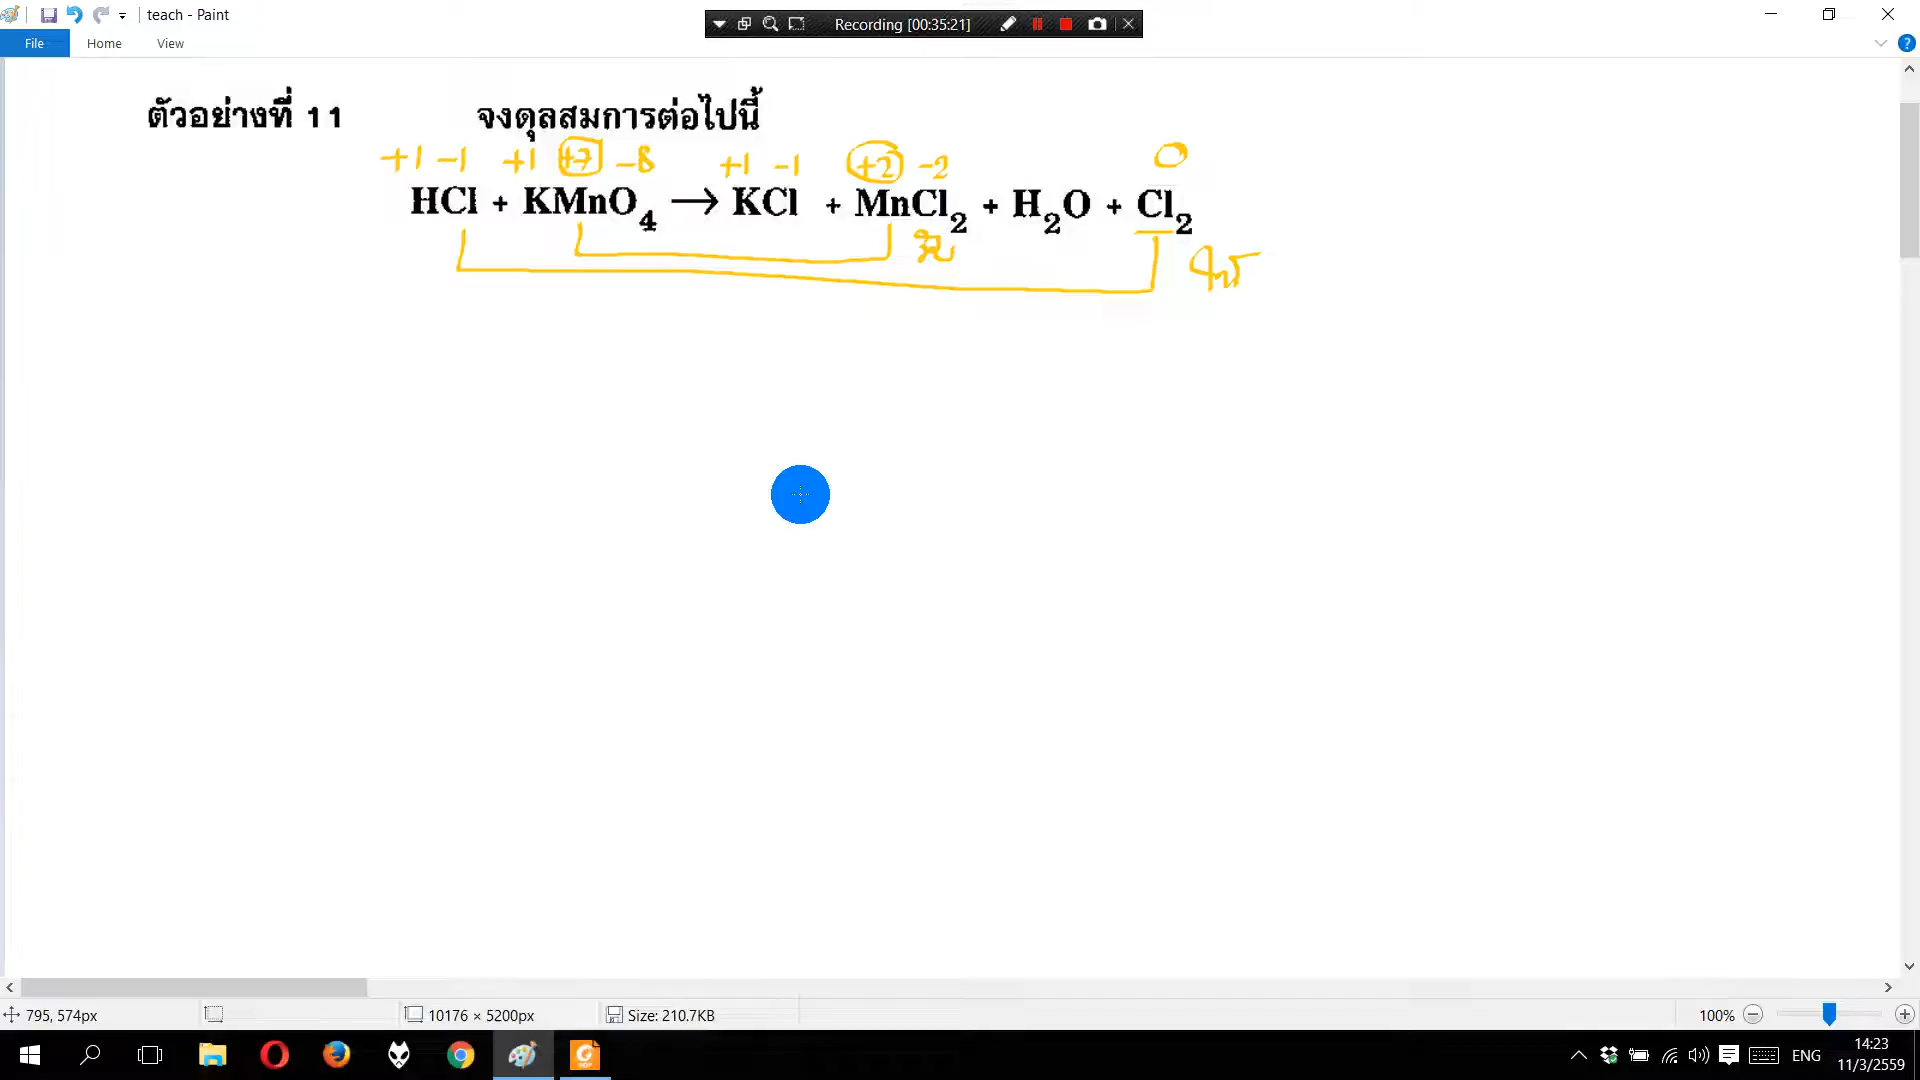 teach - Paint
Recording [00:35:21]
File Home View
ตัวอย่างที่ 11 จงดุลสมการต่อไปนี้
+1 -1 +1 +7 -8 +1 -1 +2 -2 0
HCl + KMnO4 → KCl + MnCl2 + H2O + Cl2
795, 574px 10176 × 5200px Size: 210.7KB 100%
14:23
ENG
11/3/2559